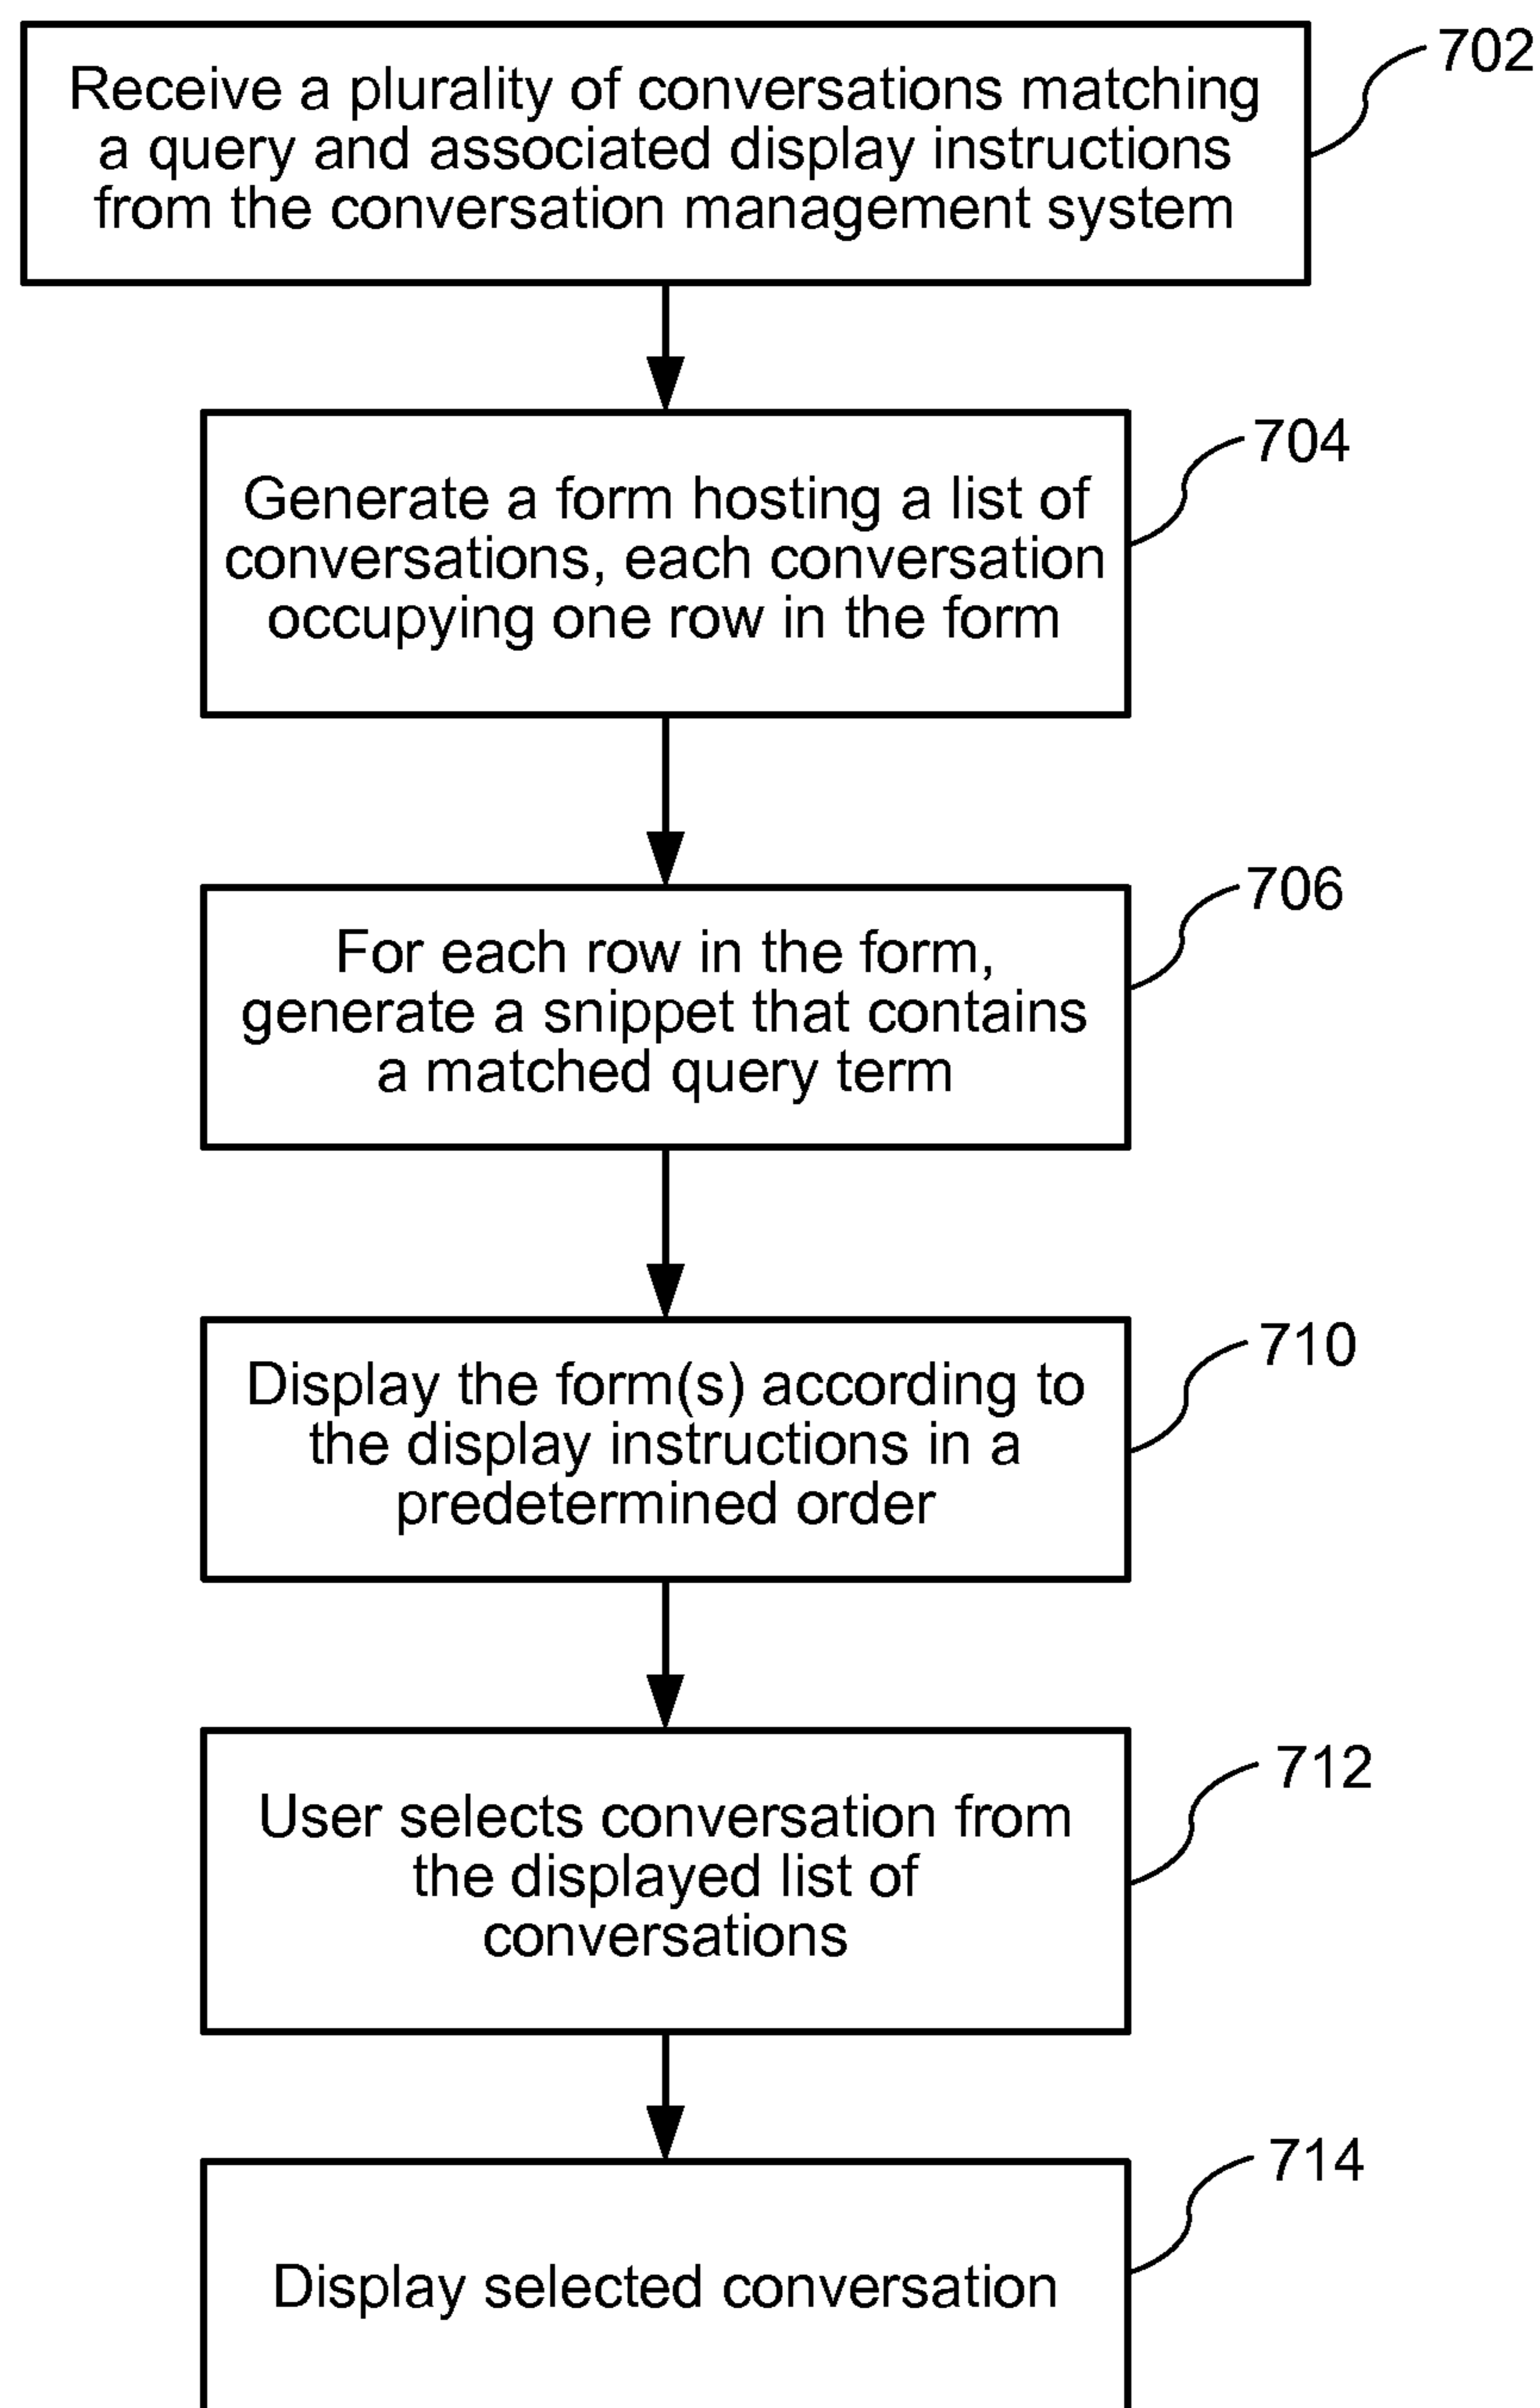 702
Receive a plurality of conversations matching
a query and associated display instructions
from the conversation management system
704
Generate a form hosting a list of
conversations, each conversation
occupying one row in the form
706
For each row in the form,
generate a snippet that contains
a matched query term
710
Display the form(s) according to
the display instructions in a
predetermined order
712
User selects conversation from
the displayed list of
conversations
714
Display selected conversation